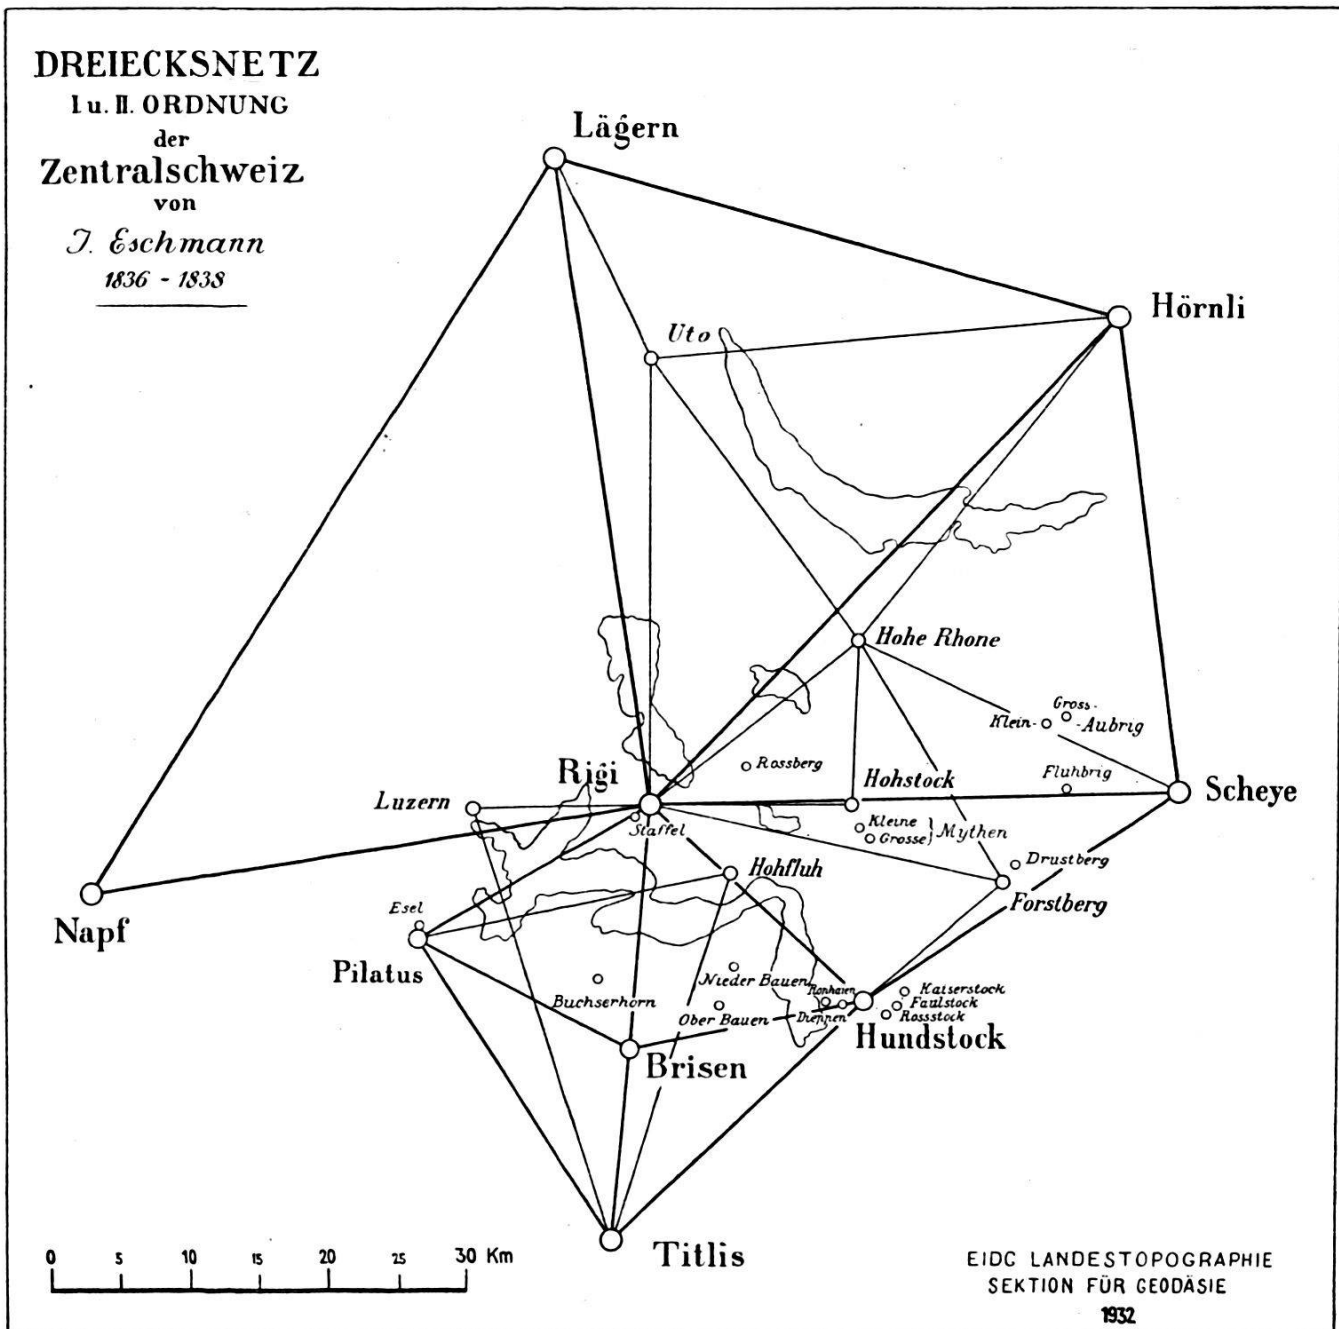 DREIECKSNETZ
I u. II. ORDNUNG
der
Zentralschweiz
von
J. Eschmann
1836 - 1838
Lägern
Hörnli
Uto
Hohe Rhone
Gross-
Klein-
-Aubrig
Rossberg
Fluhbrig
Rigi
Hohstock
Scheye
Luzern
Staffel
Kleine
Grosse } Mythen
Drustberg
Hohfluh
Forstberg
Napf
Esel
Pilatus
Nieder Bauen
Buchserhorn
Ober Bauen
Ronhaien
Dieppen
Kaiserstock
Faulstock
Rossstock
Hundstock
Brisen
Titlis
0 5 10 15 20 25 30 Km
EIDG LANDESTOPOGRAPHIE
SEKTION FÜR GEODÄSIE
1932